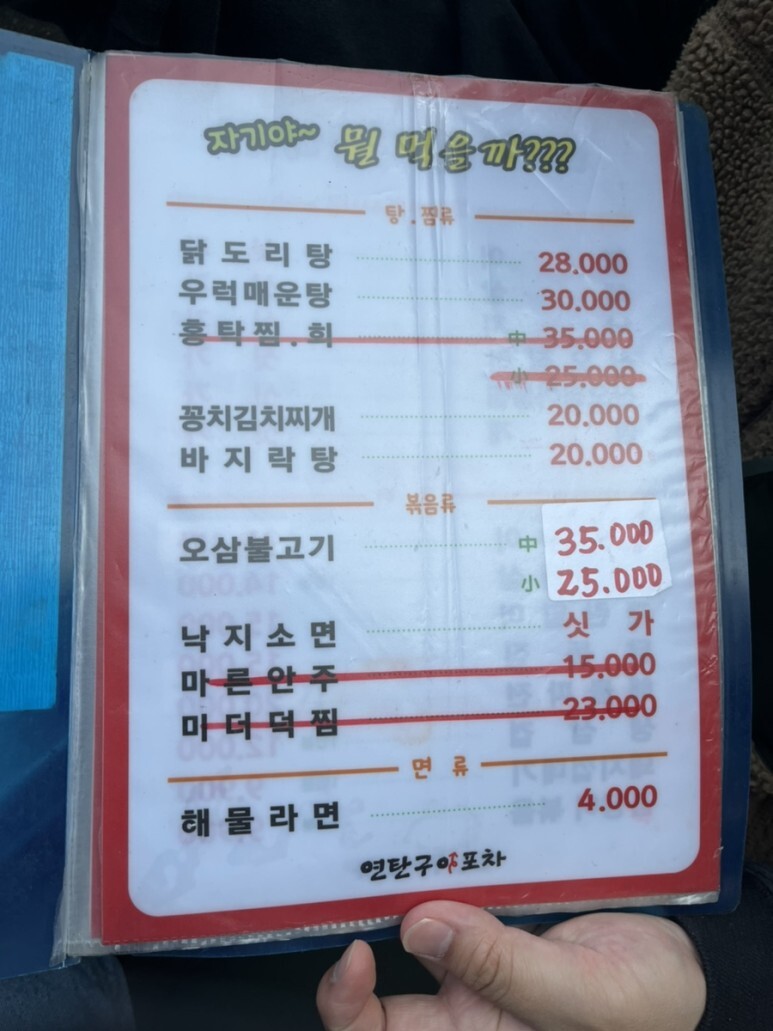 자기야~ 뭘 먹을까???
탕.찜류
닭도리탕 28.000
우럭매운탕 30.000
홍탁찜.회 中 35.000
小 25.000
꽁치김치찌개 20.000
바지락탕 20.000
볶음류
오삼불고기 中 35.000
小 25.000
낙지소면 싯가
마른안주 15.000
미더덕찜 23.000
면류
해물라면 4.000
연탄구이포차